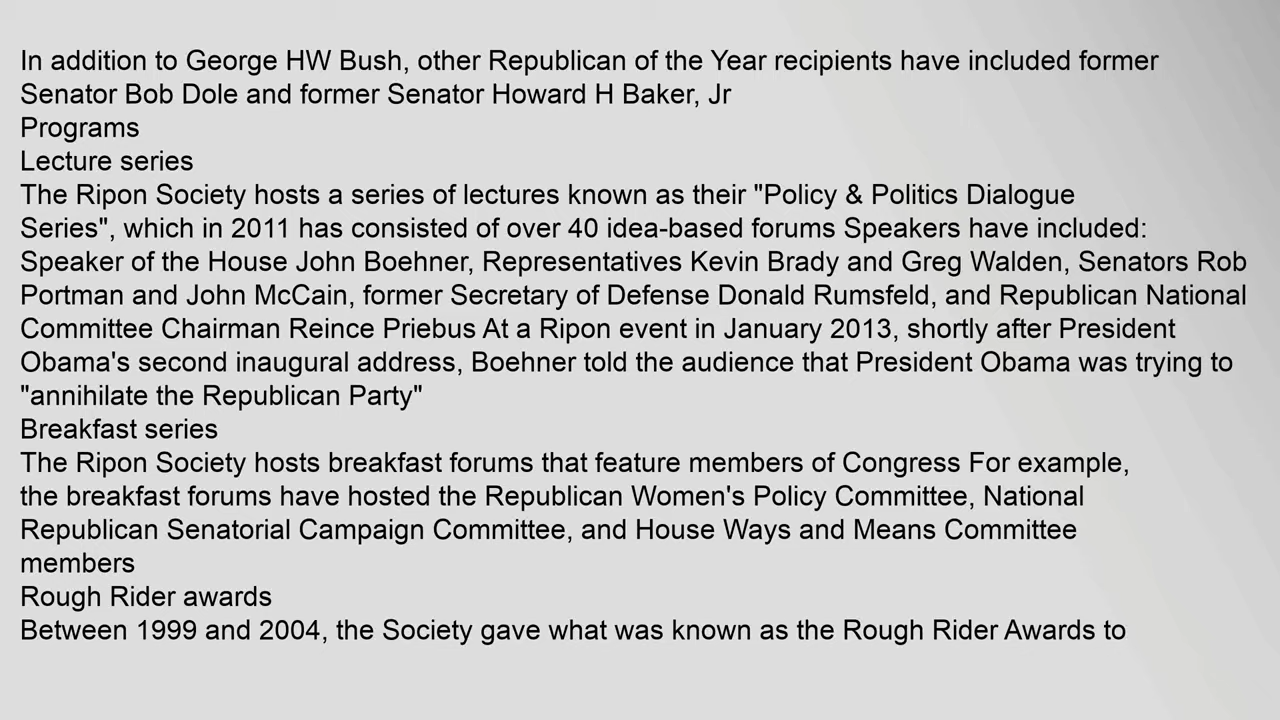 In addition to George HW Bush, other Republican of the Year recipients have included former
Senator Bob Dole and former Senator Howard H Baker, Jr
Programs
Lecture series
The Ripon Society hosts a series of lectures known as their "Policy & Politics Dialogue
Series", which in 2011 has consisted of over 40 idea-based forums Speakers have included:
Speaker of the House John Boehner, Representatives Kevin Brady and Greg Walden, Senators Rob
Portman and John McCain, former Secretary of Defense Donald Rumsfeld, and Republican National
Committee Chairman Reince Priebus At a Ripon event in January 2013, shortly after President
Obama's second inaugural address, Boehner told the audience that President Obama was trying to
"annihilate the Republican Party"
Breakfast series
The Ripon Society hosts breakfast forums that feature members of Congress For example,
the breakfast forums have hosted the Republican Women's Policy Committee, National
Republican Senatorial Campaign Committee, and House Ways and Means Committee
members
Rough Rider awards
Between 1999 and 2004, the Society gave what was known as the Rough Rider Awards to